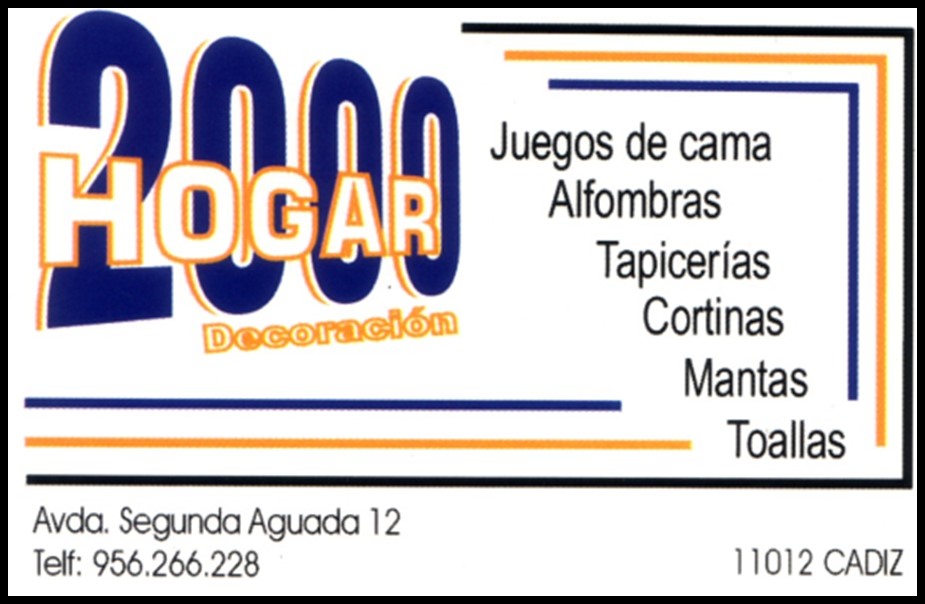 2000
HOGAR
Decoración
Juegos de cama
Alfombras
Tapicerías
Cortinas
Mantas
Toallas
Avda. Segunda Aguada 12
Telf: 956.266.228
11012 CADIZ